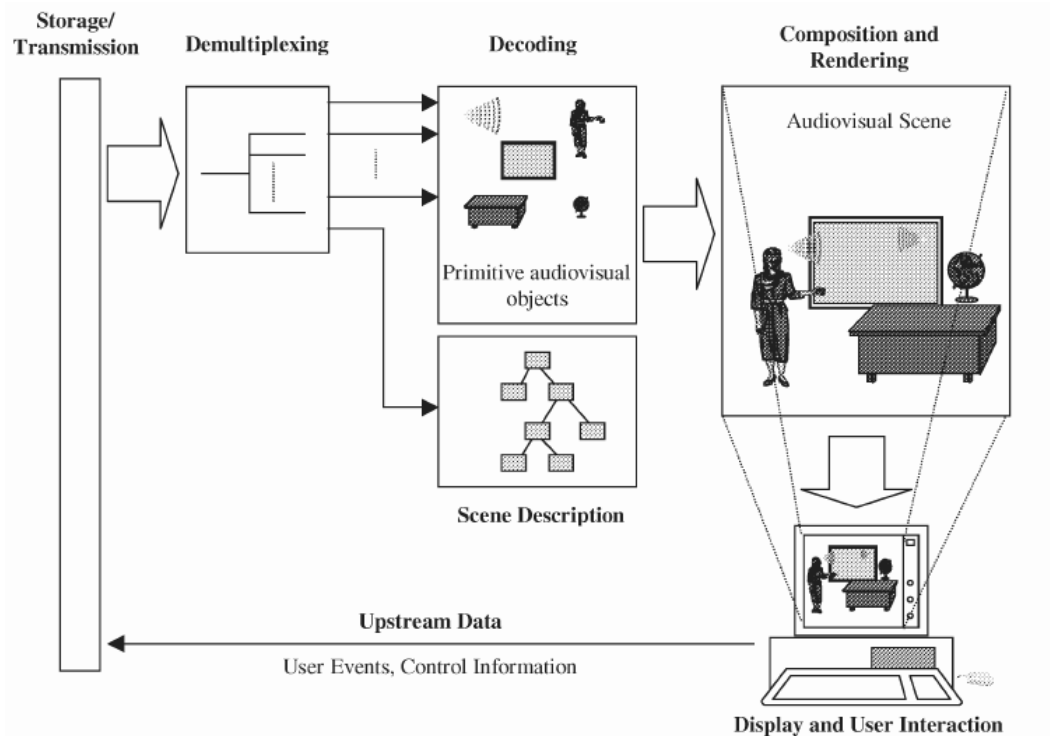 Storage/
Transmission
Demultiplexing
Decoding
Composition and
Rendering
Audiovisual Scene
Primitive audiovisual
objects
Scene Description
Upstream Data
User Events, Control Information
Display and User Interaction